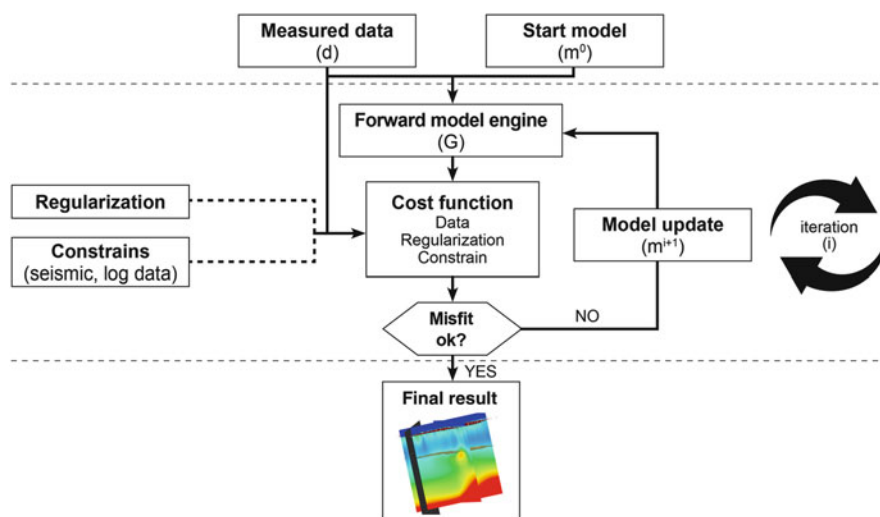 Measured data
(d)
Start model
(m⁰)
Forward model engine
(G)
Regularization
Constrains
(seismic, log data)
Cost function
Data
Regularization
Constrain
Model update
(mⁱ⁺¹)
iteration
(i)
Misfit
ok?
NO
YES
Final result